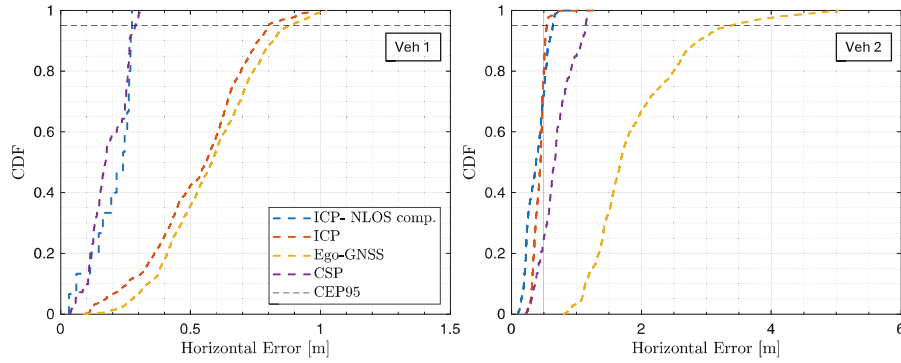 1
0.8
0.6
0.4
0.2
0
CDF
Veh 1
ICP- NLOS comp.
ICP
Ego-GNSS
CSP
CEP95
0
0.5
1
1.5
Horizontal Error [m]
1
0.8
0.6
0.4
0.2
0
CDF
Veh 2
0
2
4
6
Horizontal Error [m]